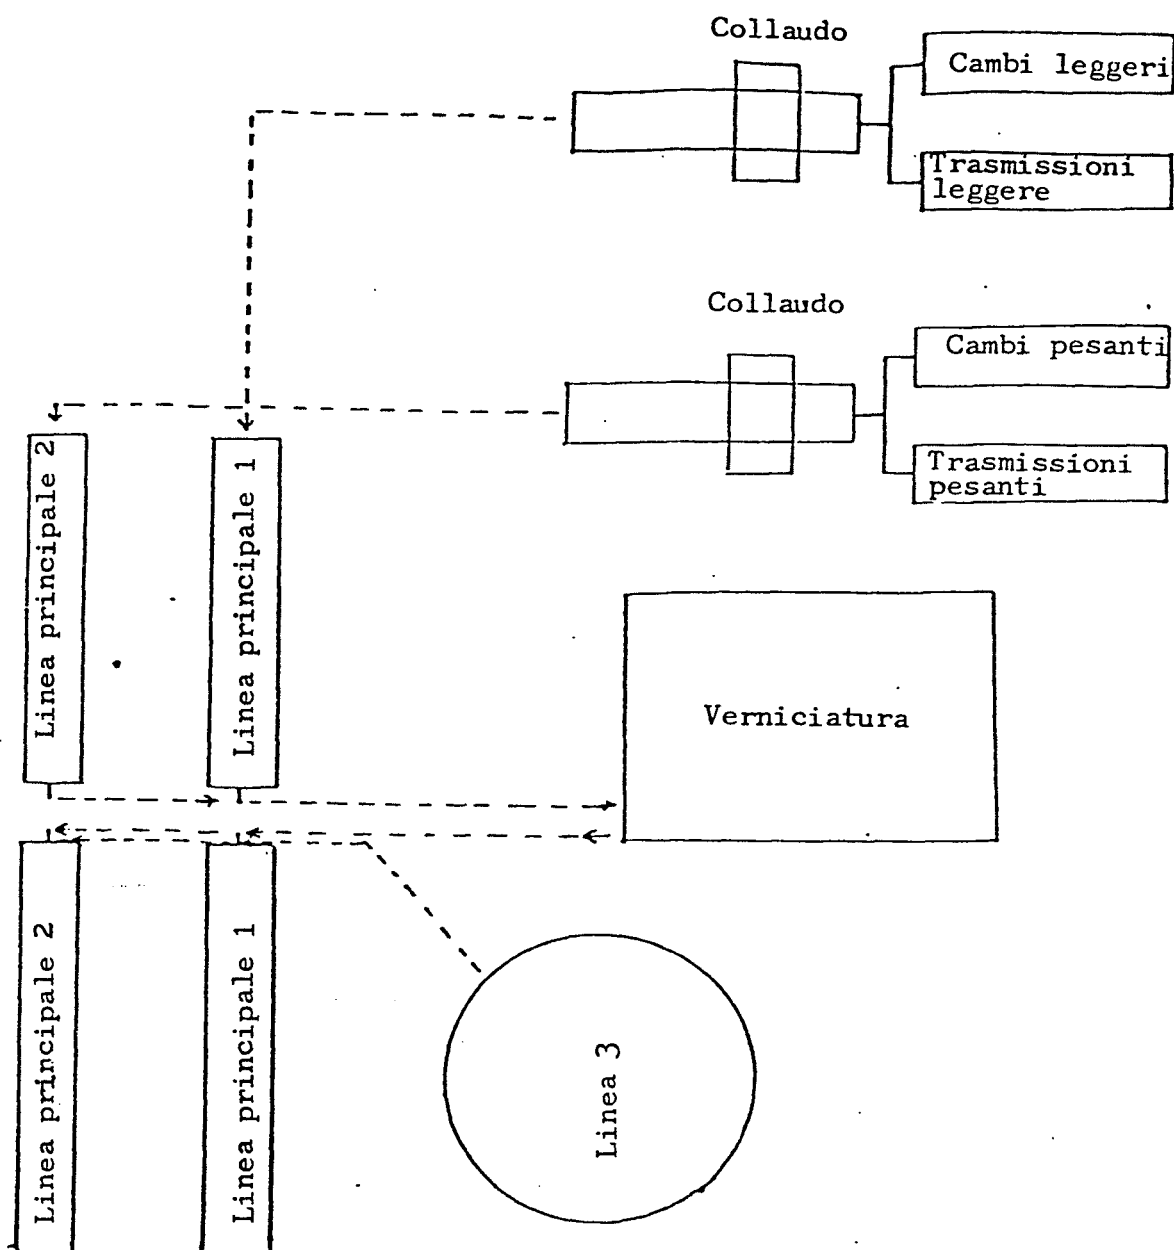 Collaudo
Cambi leggeri
Trasmissioni
leggere
Collaudo
Cambi pesanti
Trasmissioni
pesanti
Linea principale 2
Linea principale 1
Verniciatura
Linea principale 2
Linea principale 1
Linea 3